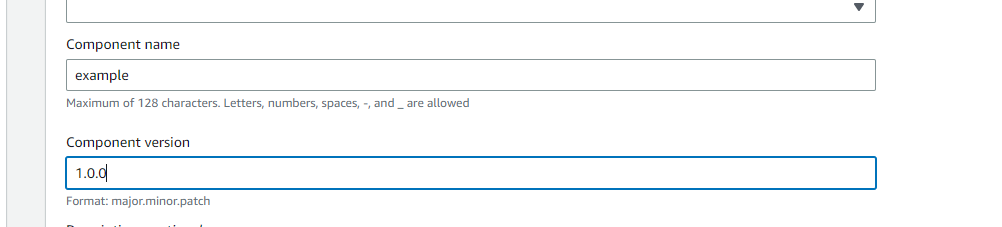 Component name
example
Maximum of 128 characters. Letters, numbers, spaces, -, and _ are allowed
Component version
1.0.0
Format: major.minor.patch